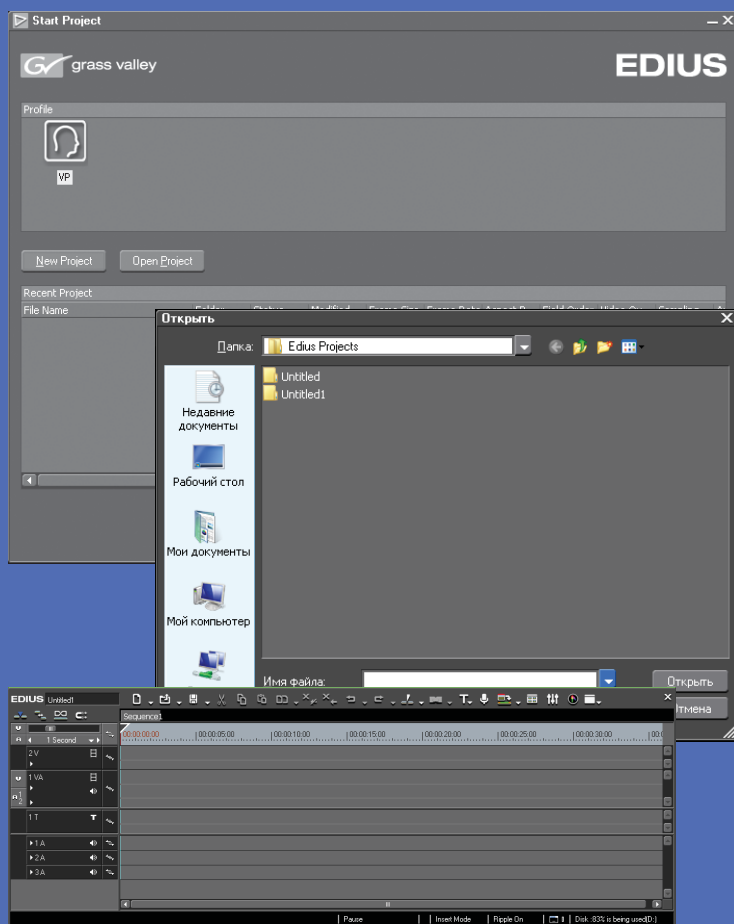 Start Project
grass valley
EDIUS
Profile
VP
New Project Open Project
Recent Project
File Name
Открыть
Папка: Edius Projects
Untitled
Untitled1
Недавние документы
Рабочий стол
Мои документы
Мой компьютер
Имя файла:
Открыть
EDIUS Untitled1
Sequence1
1 Second 00:00:00:00 00:00:05:00 00:00:10:00 00:00:15:00 00:00:20:00 00:00:25:00 00:00:30:00
2 V
1 VA
1 T
1 A
2 A
3 A
Pause Insert Mode Ripple On Disk :83% is being used(D:)